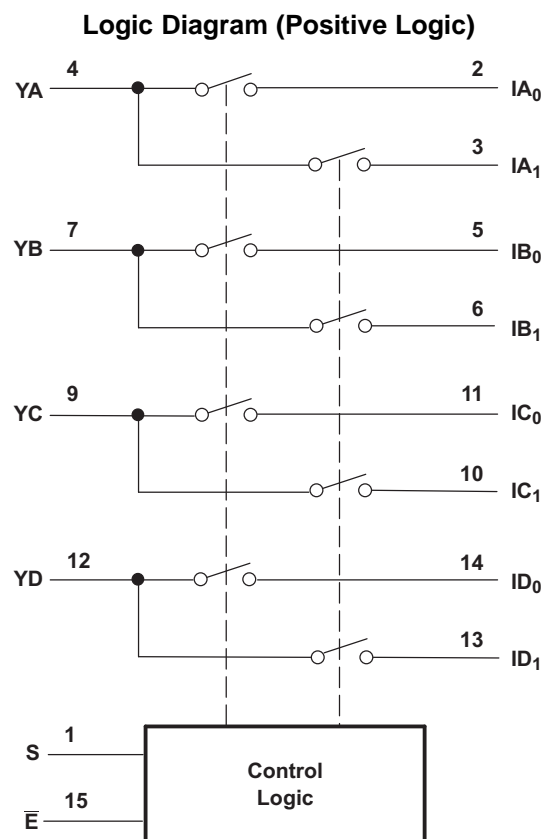 Logic Diagram (Positive Logic)
YA 4 2 IA₀
3 IA₁
YB 7 5 IB₀
6 IB₁
YC 9 11 IC₀
10 IC₁
YD 12 14 ID₀
13 ID₁
S 1
E̅ 15
Control
Logic